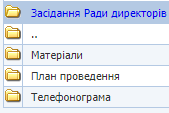 Засідання Ради директорів
..
Матеріали
План проведення
Телефонограма